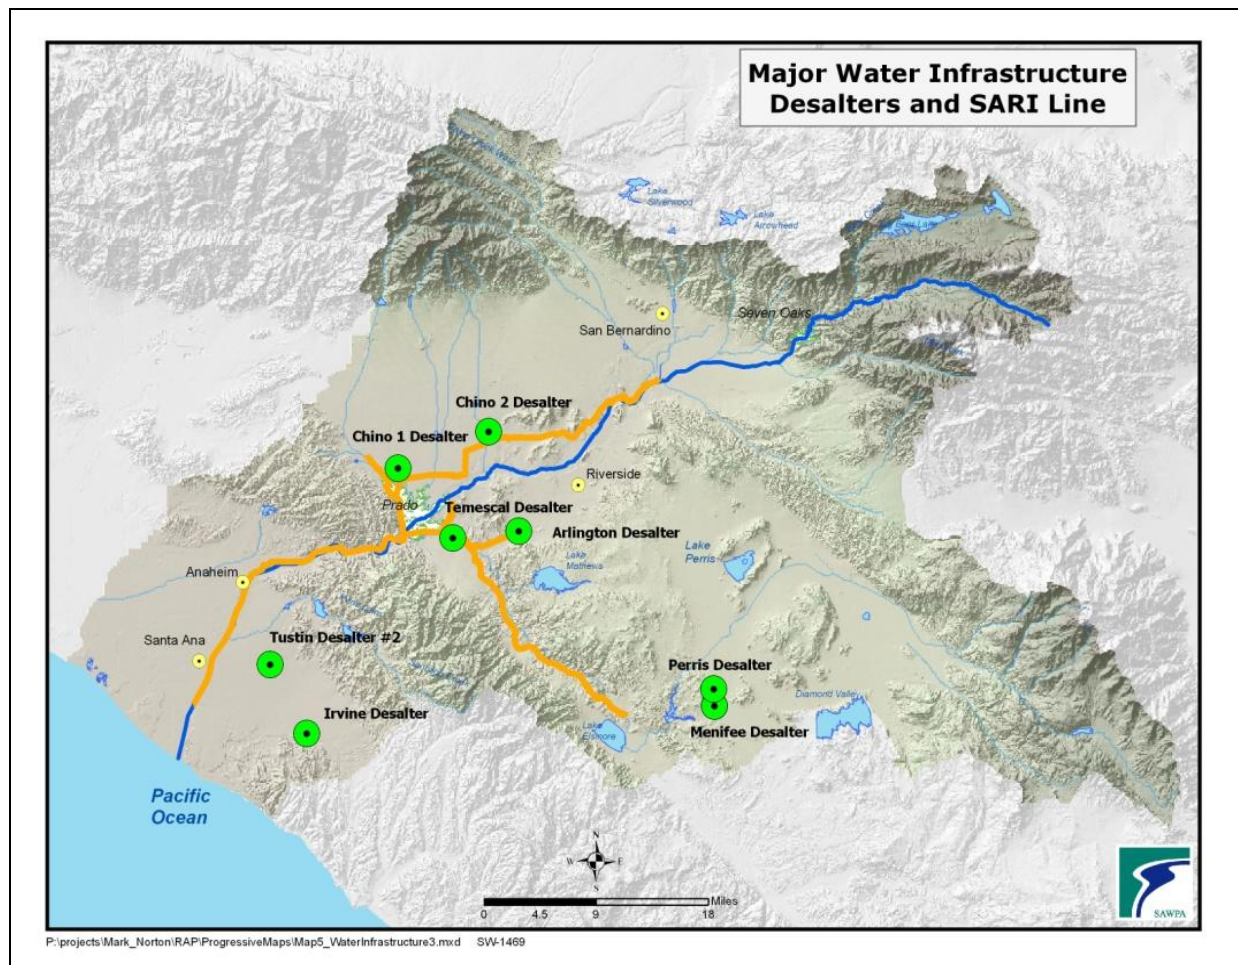 Major Water Infrastructure
Desalters and SARI Line
Lake
Silverwood
Lake
Arrowhead
Seven Oaks
San Bernardino
Chino 2 Desalter
Chino 1 Desalter
Riverside
Prado
Temescal Desalter
Arlington Desalter
Lake
Mathews
Lake
Perris
Anaheim
Santa Ana
Tustin Desalter #2
Perris Desalter
Diamond Valley
Irvine Desalter
Lake
Elsinore
Menifee Desalter
Pacific
Ocean
N
W E
S
Miles
0 4.5 9 18
SAWPA
P:\projects\Mark_Norton\RAP\ProgressiveMaps\Map5_WaterInfrastructure3.mxd SW-1469